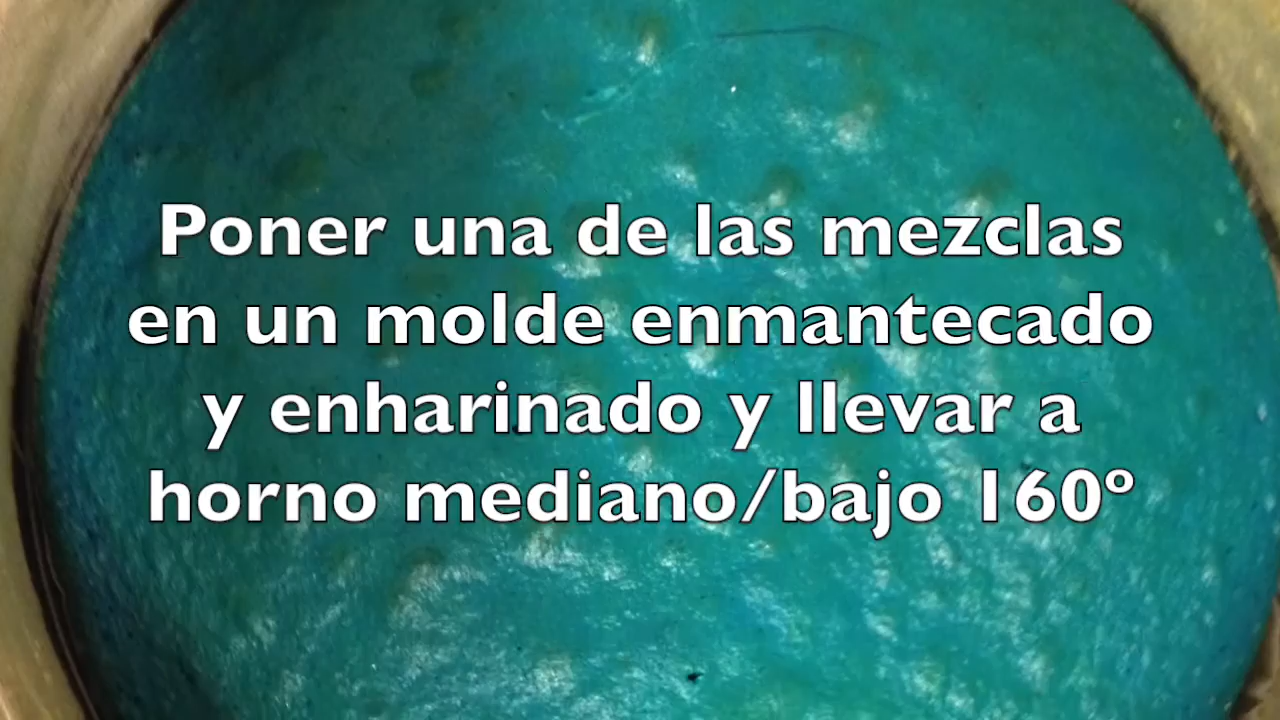 Poner una de las mezclas
en un molde enmantecado
y enharinado y llevar a
horno mediano/bajo 160º